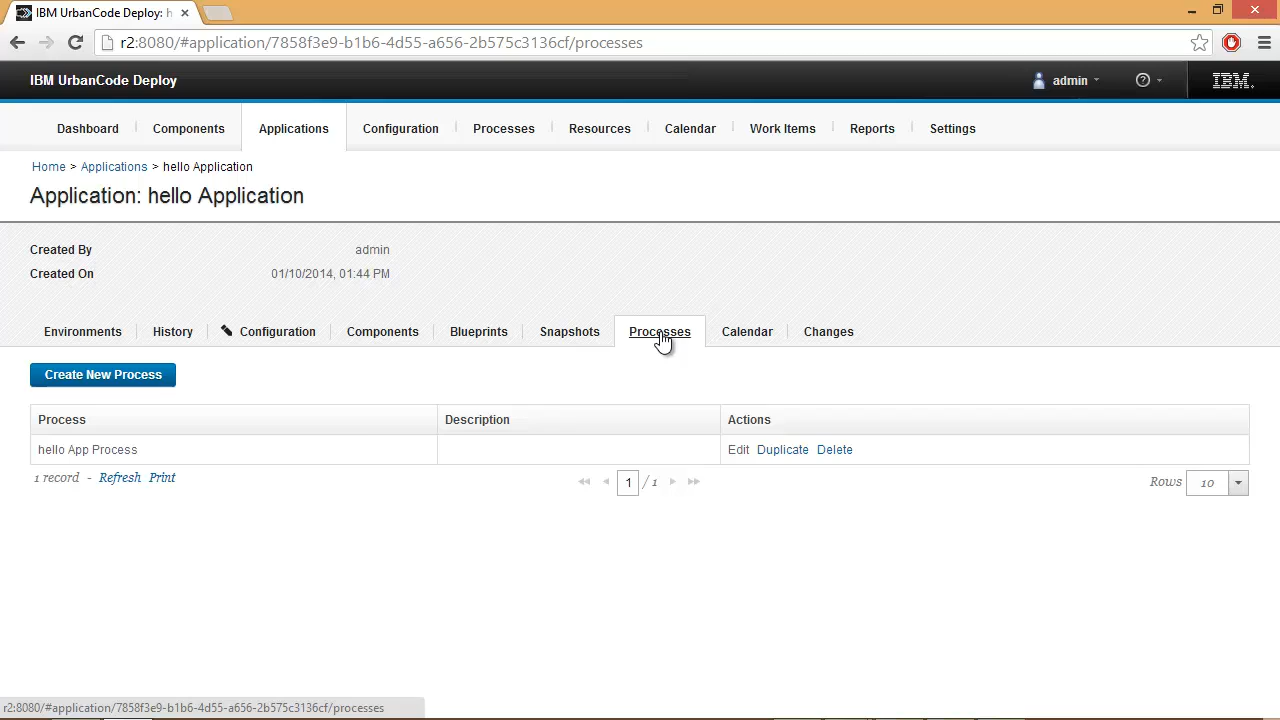 IBM UrbanCode Deploy: h
r2:8080/#application/7858f3e9-b1b6-4d55-a656-2b575c3136cf/processes
IBM UrbanCode Deploy
admin
?
IBM.
Dashboard Components Applications Configuration Processes Resources Calendar Work Items Reports Settings
Home > Applications > hello Application
Application: hello Application
Created By admin
Created On 01/10/2014, 01:44 PM
Environments History Configuration Components Blueprints Snapshots Processes Calendar Changes
Create New Process
Process Description Actions
hello App Process Edit Duplicate Delete
1 record - Refresh Print 1 / 1 Rows 10
r2:8080/#application/7858f3e9-b1b6-4d55-a656-2b575c3136cf/processes